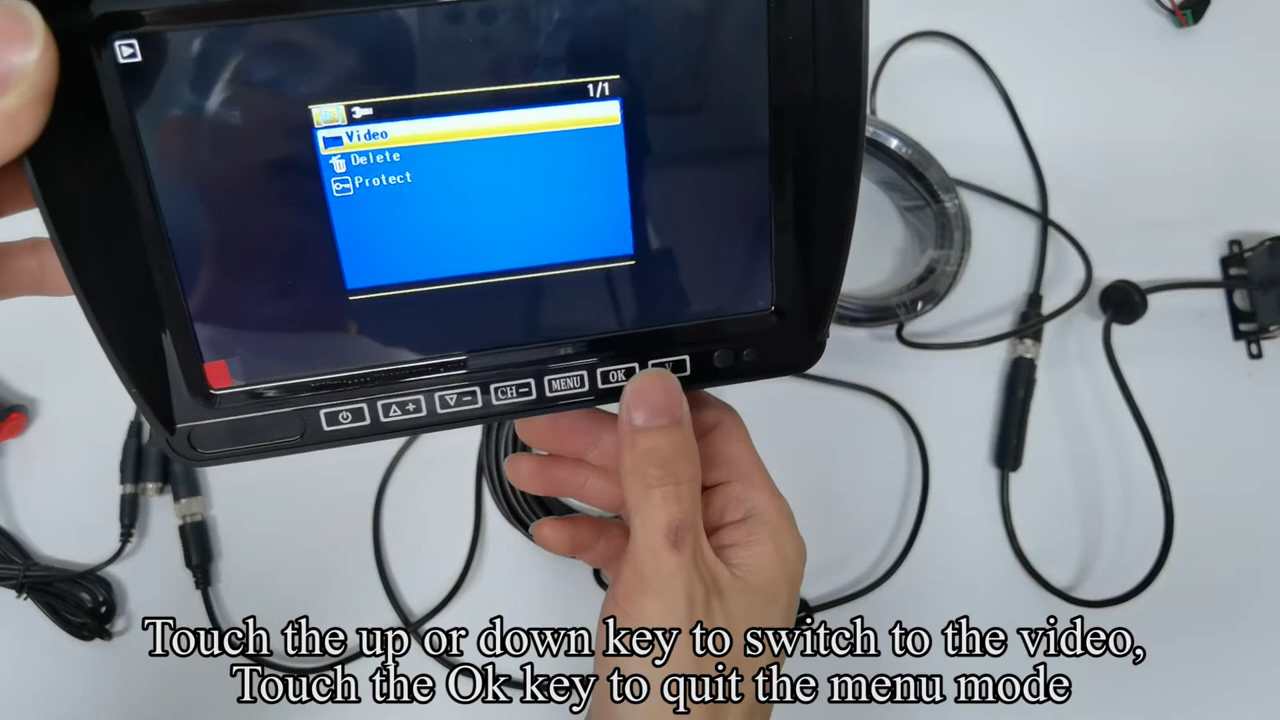 1/1
Video
Delete
Protect
CH-
MENU
OK
V
Touch the up or down key to switch to the video,
Touch the Ok key to quit the menu mode